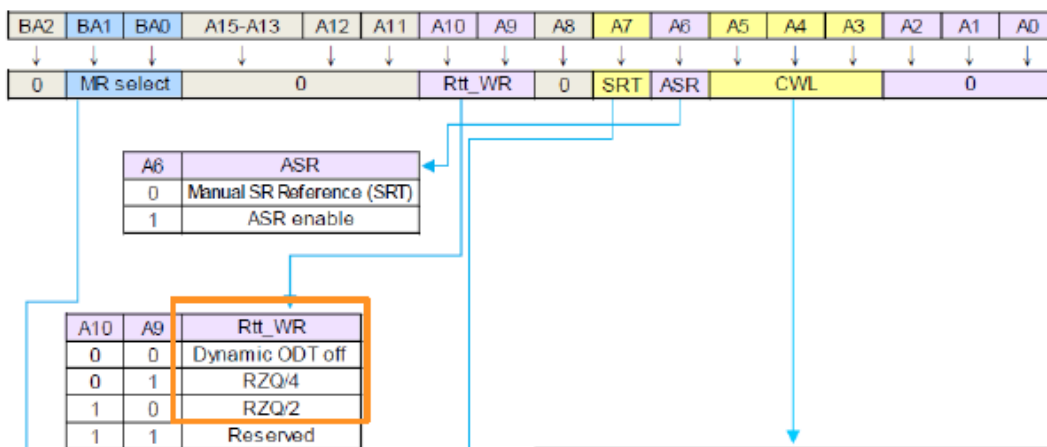 BA2 BA1 BA0 A15-A13 A12 A11 A10 A9 A8 A7 A6 A5 A4 A3 A2 A1 A0
0 MR select 0 Rtt_WR 0 SRT ASR CWL 0
A6 ASR
0 Manual SR Reference (SRT)
1 ASR enable
A10 A9 Rtt_WR
0 0 Dynamic ODT off
0 1 RZQ/4
1 0 RZQ/2
1 1 Reserved